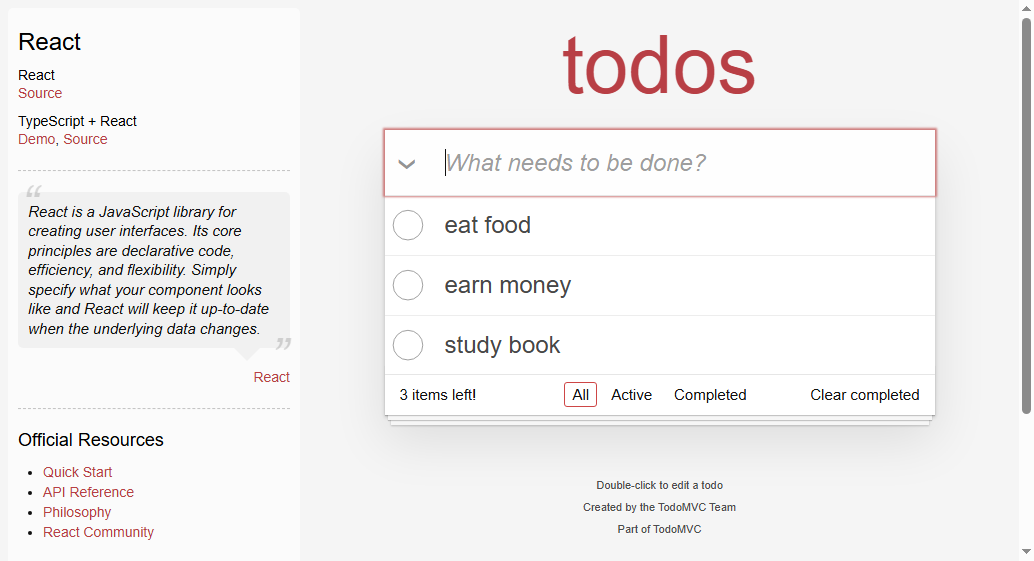 React
React
Source
TypeScript + React
Demo, Source
“
React is a JavaScript library for
creating user interfaces. Its core
principles are declarative code,
efficiency, and flexibility. Simply
specify what your component looks
like and React will keep it up-to-date
when the underlying data changes.
”
React
Official Resources
Quick Start
API Reference
Philosophy
React Community
todos
What needs to be done?
eat food
earn money
study book
3 items left! All Active Completed Clear completed
Double-click to edit a todo
Created by the TodoMVC Team
Part of TodoMVC